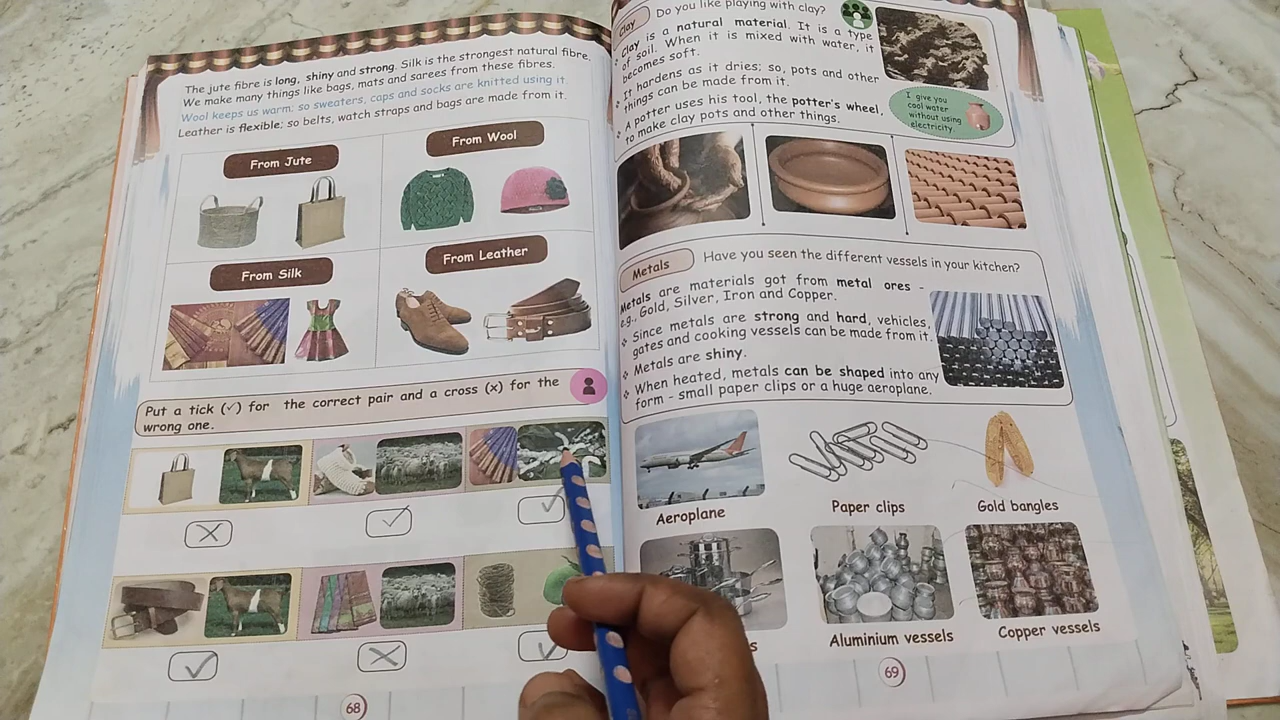 The jute fibre is long, shiny and strong. Silk is the strongest natural fibre.
We make many things like bags, mats and sarees from these fibres.
Wool keeps us warm. so sweaters, caps and socks are knitted using it.
Leather is flexible; so belts, watch straps and bags are made from it.
From Jute
From Wool
From Silk
From Leather
Put a tick (✓) for the correct pair and a cross (x) for the
wrong one.
68
Clay
Do you like playing with clay?
Clay is a natural material. It is a type
of soil. When it is mixed with water, it
becomes soft.
It hardens as it dries; so, pots and other
things can be made from it.
A potter uses his tool, the potter's wheel,
to make clay pots and other things.
I give you
cool water
without using
electricity.
Metals
Have you seen the different vessels in your kitchen?
Metals are materials got from metal ores -
e.g., Gold, Silver, Iron and Copper.
Since metals are strong and hard, vehicles,
gates and cooking vessels can be made from it.
Metals are shiny.
When heated, metals can be shaped into any
form - small paper clips or a huge aeroplane.
Aeroplane
Paper clips
Gold bangles
Aluminium vessels
Copper vessels
69